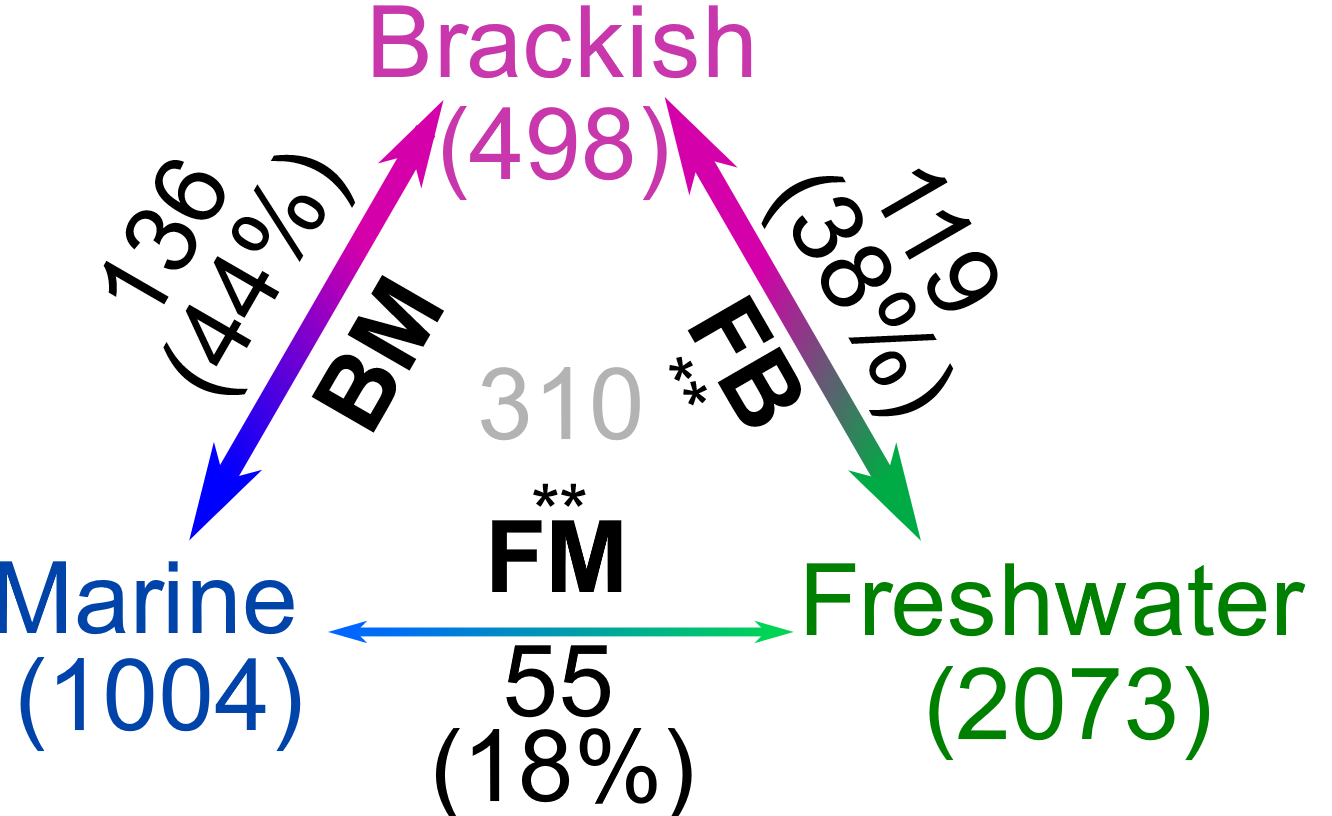 Brackish
(498)
136
(44%)
BM
119
(38%)
FB
**
310
**
FM
55
(18%)
Marine
(1004)
Freshwater
(2073)